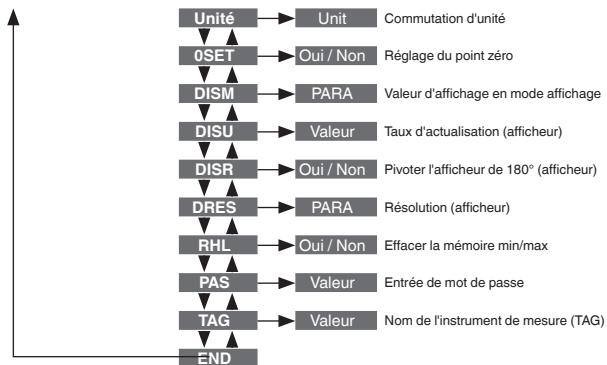 Unité Unit Commutation d'unité
0SET Oui / Non Réglage du point zéro
DISM PARA Valeur d'affichage en mode affichage
DISU Valeur Taux d'actualisation (afficheur)
DISR Oui / Non Pivoter l'afficheur de 180° (afficheur)
DRES PARA Résolution (afficheur)
RHL Oui / Non Effacer la mémoire min/max
PAS Valeur Entrée de mot de passe
TAG Valeur Nom de l'instrument de mesure (TAG)
END